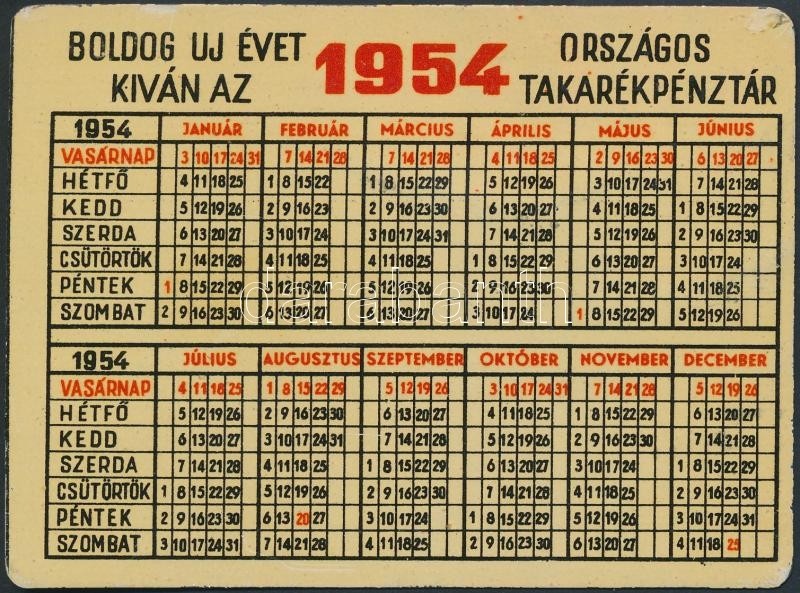 BOLDOG UJ ÉVET 1954 ORSZÁGOS
KIVÁN AZ TAKARÉKPÉNZTÁR
1954 JANUÁR FEBRUÁR MÁRCIUS ÁPRILIS MÁJUS JÚNIUS
VASÁRNAP 3 10 17 24 31 7 14 21 28 7 14 21 28 4 11 18 25 2 9 16 23 30 6 13 20 27
HÉTFŐ 4 11 18 25 1 8 15 22 1 8 15 22 29 5 12 19 26 3 10 17 24 31 7 14 21 28
KEDD 5 12 19 26 2 9 16 23 2 9 16 23 30 6 13 20 27 4 11 18 25 1 8 15 22 29
SZERDA 6 13 20 27 3 10 17 24 3 10 17 24 31 7 14 21 28 5 12 19 26 2 9 16 23 30
CSÜTÖRTÖK 7 14 21 28 4 11 18 25 4 11 18 25 1 8 15 22 29 6 13 20 27 3 10 17 24
PÉNTEK 1 8 15 22 29 5 12 19 26 5 12 19 26 2 9 16 23 30 7 14 21 28 4 11 18 25
SZOMBAT 2 9 16 23 30 6 13 20 27 6 13 20 27 3 10 17 24 1 8 15 22 29 5 12 19 26
darabanth
1954 JÚLIUS AUGUSZTUS SZEPTEMBER OKTÓBER NOVEMBER DECEMBER
VASÁRNAP 4 11 18 25 1 8 15 22 29 5 12 19 26 3 10 17 24 31 7 14 21 28 5 12 19 26
HÉTFŐ 5 12 19 26 2 9 16 23 30 6 13 20 27 4 11 18 25 1 8 15 22 29 6 13 20 27
KEDD 6 13 20 27 3 10 17 24 31 7 14 21 28 5 12 19 26 2 9 16 23 30 7 14 21 28
SZERDA 7 14 21 28 4 11 18 25 1 8 15 22 29 6 13 20 27 3 10 17 24 1 8 15 22 29
CSÜTÖRTÖK 1 8 15 22 29 5 12 19 26 2 9 16 23 30 7 14 21 28 4 11 18 25 2 9 16 23 30
PÉNTEK 2 9 16 23 30 6 13 20 27 3 10 17 24 1 8 15 22 29 5 12 19 26 3 10 17 24 31
SZOMBAT 3 10 17 24 31 7 14 21 28 4 11 18 25 2 9 16 23 30 6 13 20 27 4 11 18 25